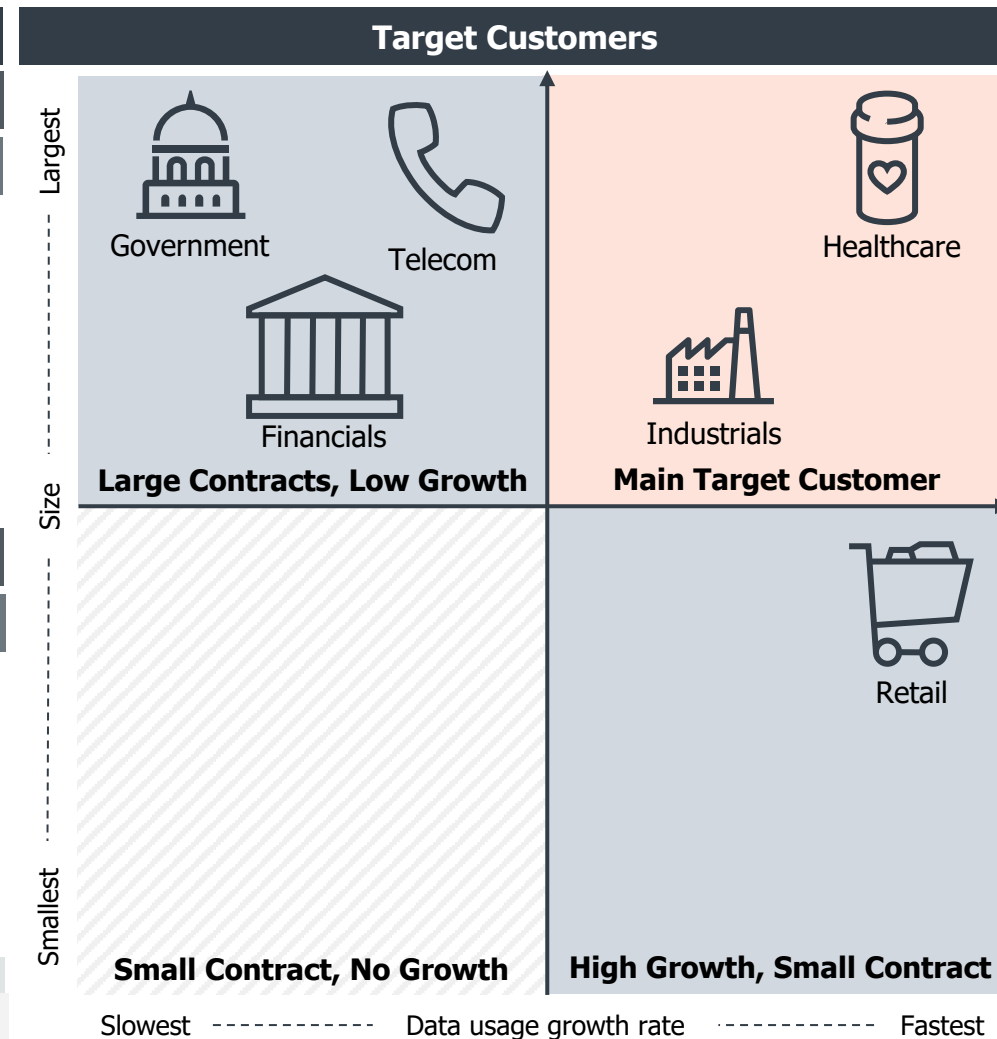 Target Customers
Largest
Government
Telecom
Healthcare
Financials
Industrials
Large Contracts, Low Growth
Main Target Customer
Size
Retail
Smallest
Small Contract, No Growth
High Growth, Small Contract
Slowest
Data usage growth rate
Fastest